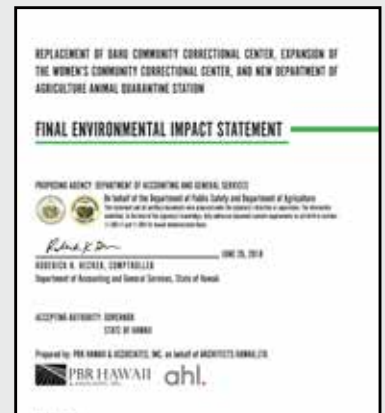 REPLACEMENT OF OAHU COMMUNITY CORRECTIONAL CENTER, EXPANSION OF
THE WOMEN'S COMMUNITY CORRECTIONAL CENTER, AND NEW DEPARTMENT OF
AGRICULTURE ANIMAL QUARANTINE STATION
FINAL ENVIRONMENTAL IMPACT STATEMENT
PROPOSING AGENCY: DEPARTMENT OF ACCOUNTING AND GENERAL SERVICES
On behalf of the Department of Public Safety and Department of Agriculture
JUNE 25, 2018
RODERICK K. BECKER, COMPTROLLER
Department of Accounting and General Services, State of Hawaii
ACCEPTING AUTHORITY: GOVERNOR
STATE OF HAWAII
Prepared by: PBR HAWAII & ASSOCIATES, INC. on behalf of ARCHITECTS HAWAII, LTD.
PBR HAWAII
ahl.